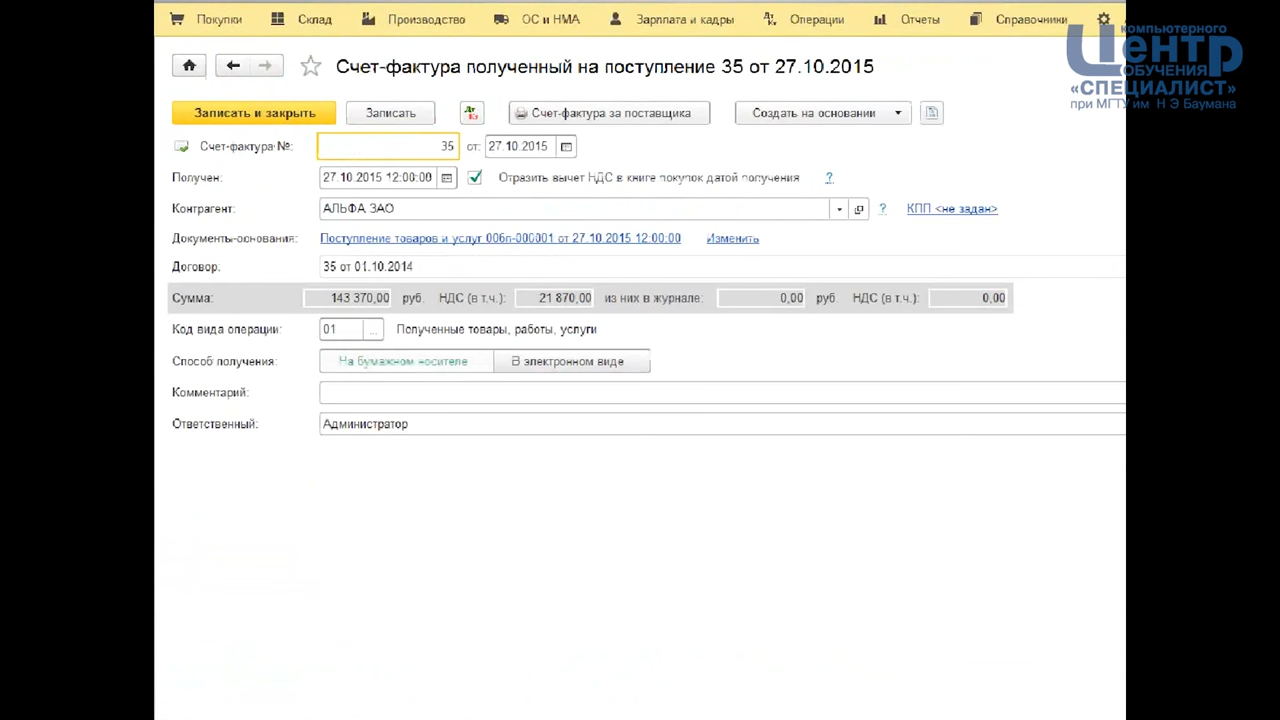 Покупки Склад Производство ОС и НМА Зарплата и кадры Операции Отчеты Справочники
компьютерного
Центр
ОБУЧЕНИЯ
«СПЕЦИАЛИСТ»
при МГТУ им Н Э Баумана
Счет-фактура полученный на поступление 35 от 27.10.2015
Записать и закрыть Записать Дт Кт Счет-фактура за поставщика Создать на основании
Счет-фактура №: 35 от: 27.10.2015
Получен: 27.10.2015 12:00:00 Отразить вычет НДС в книге покупок датой получения ?
Контрагент: АЛЬФА ЗАО ? КПП <не задан>
Документы-основания: Поступление товаров и услуг 00бп-000001 от 27.10.2015 12:00:00 Изменить
Договор: 35 от 01.10.2014
Сумма: 143 370,00 руб. НДС (в т.ч.): 21 870,00 из них в журнале: 0,00 руб. НДС (в т.ч.): 0,00
Код вида операции: 01 ... Полученные товары, работы, услуги
Способ получения: На бумажном носителе В электронном виде
Комментарий:
Ответственный: Администратор